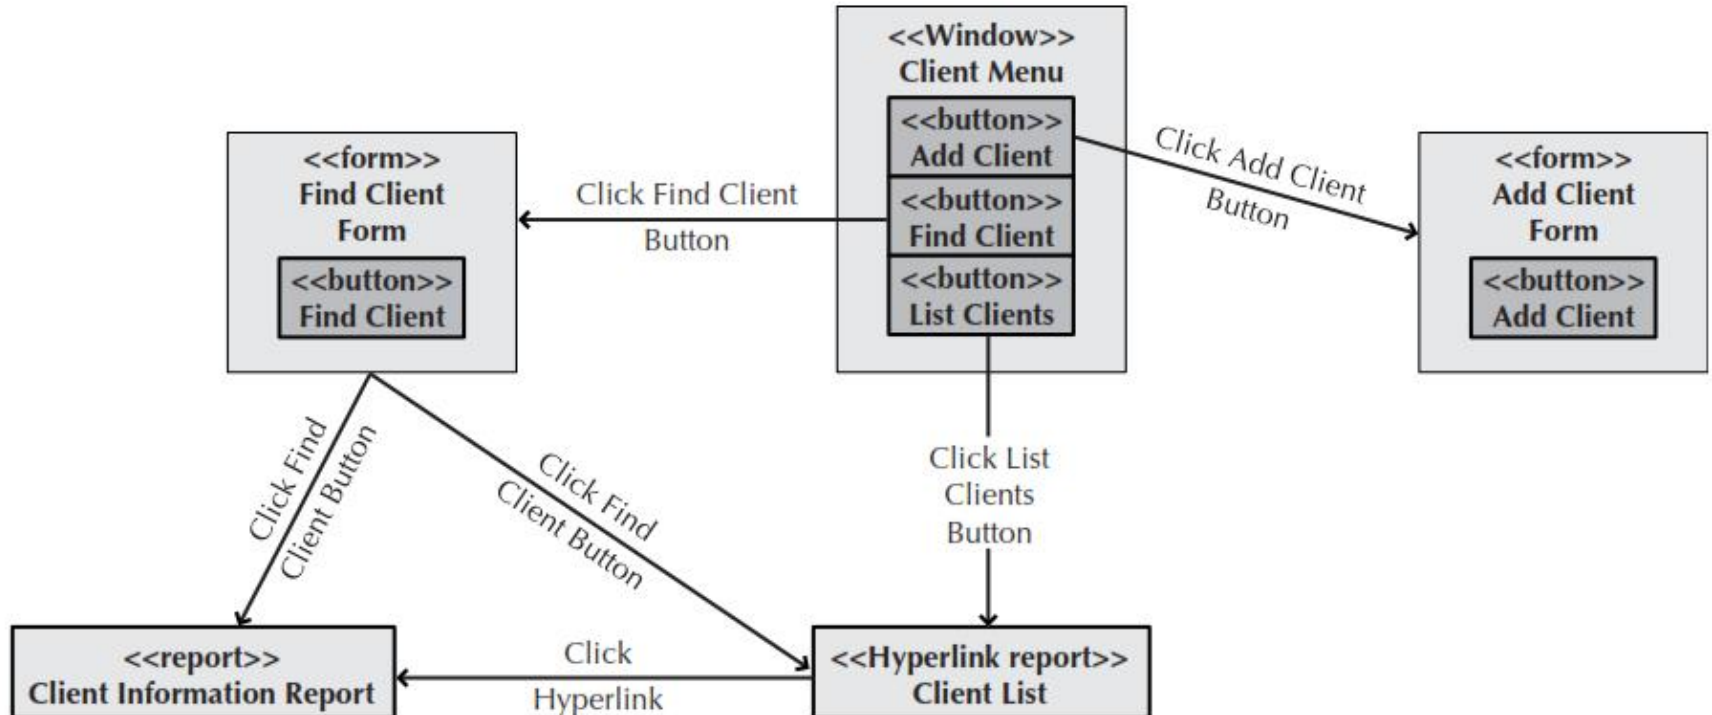 <<Window>>
Client Menu
<<button>>
Add Client
<<button>>
Find Client
<<button>>
List Clients
<<form>>
Find Client
Form
<<button>>
Find Client
Click Find Client
Button
Click Add Client
Button
<<form>>
Add Client
Form
<<button>>
Add Client
Click Find
Client Button
Click Find
Client Button
Click List
Clients
Button
<<report>>
Client Information Report
Click
Hyperlink
<<Hyperlink report>>
Client List